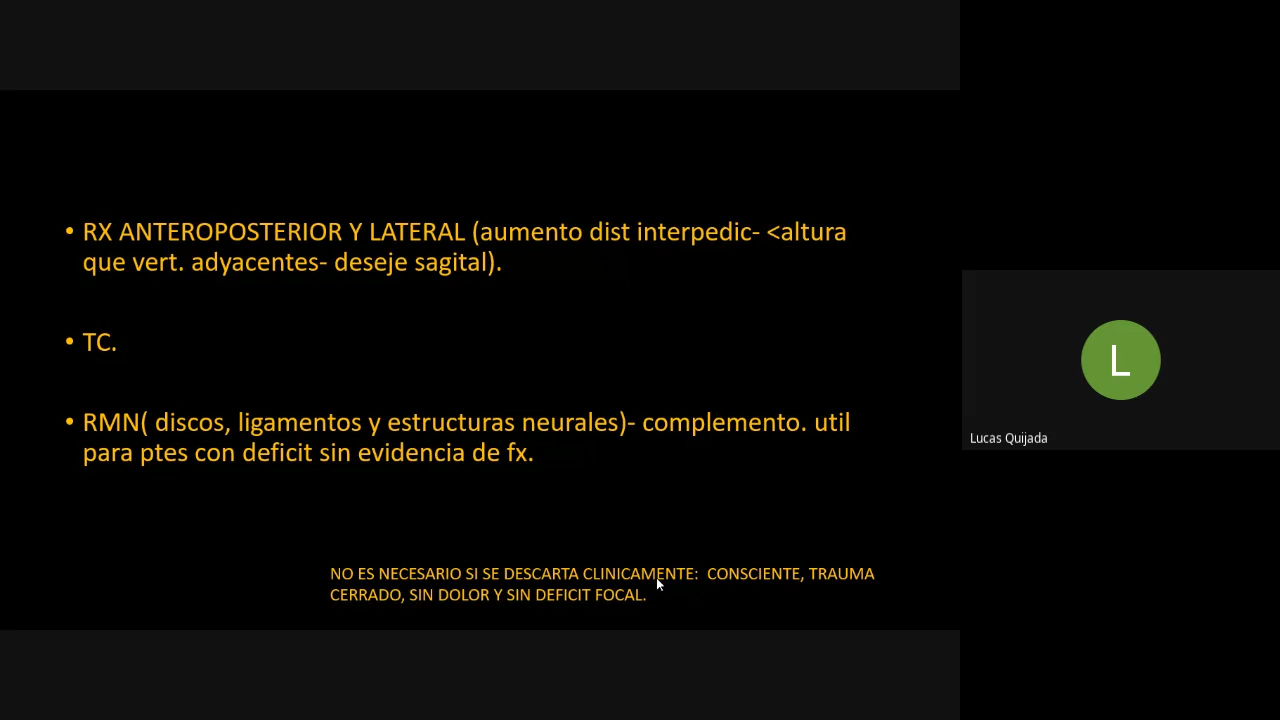 • RX ANTEROPOSTERIOR Y LATERAL (aumento dist interpedic- <altura
que vert. adyacentes- deseje sagital).
• TC.
• RMN( discos, ligamentos y estructuras neurales)- complemento. util
para ptes con deficit sin evidencia de fx.
NO ES NECESARIO SI SE DESCARTA CLINICAMENTE:  CONSCIENTE, TRAUMA
CERRADO, SIN DOLOR Y SIN DEFICIT FOCAL.
L
Lucas Quijada